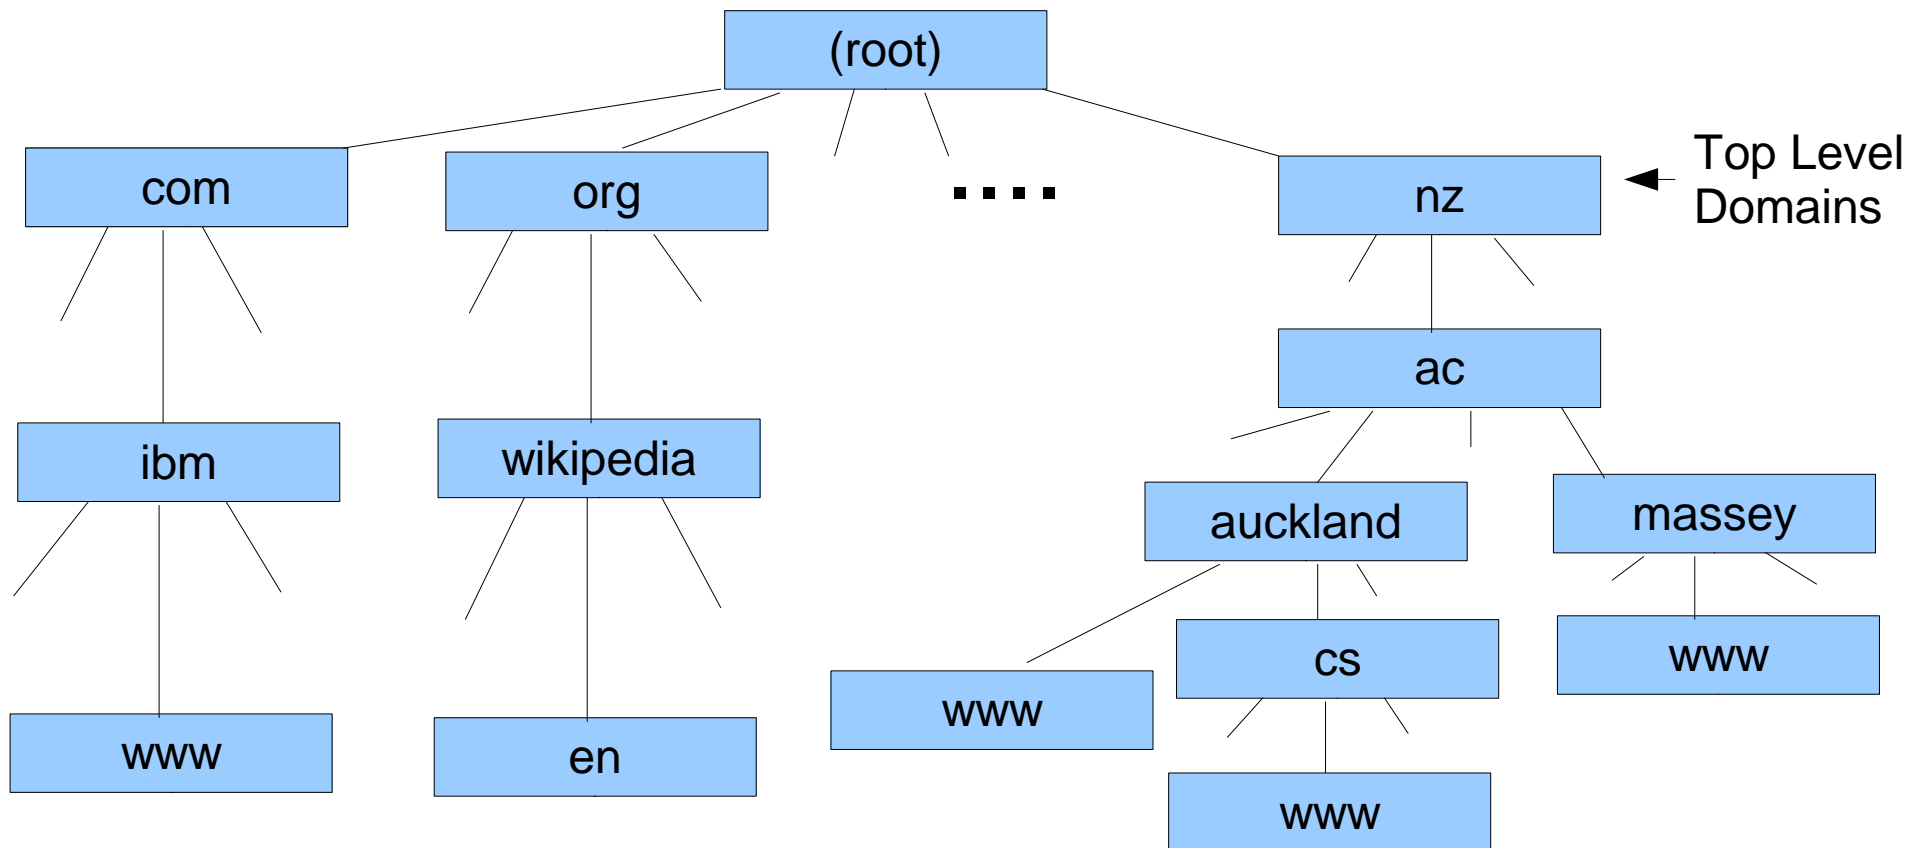 (root)
com
org
....
nz
Top Level
Domains
ac
ibm
wikipedia
auckland
massey
www
en
www
cs
www
www